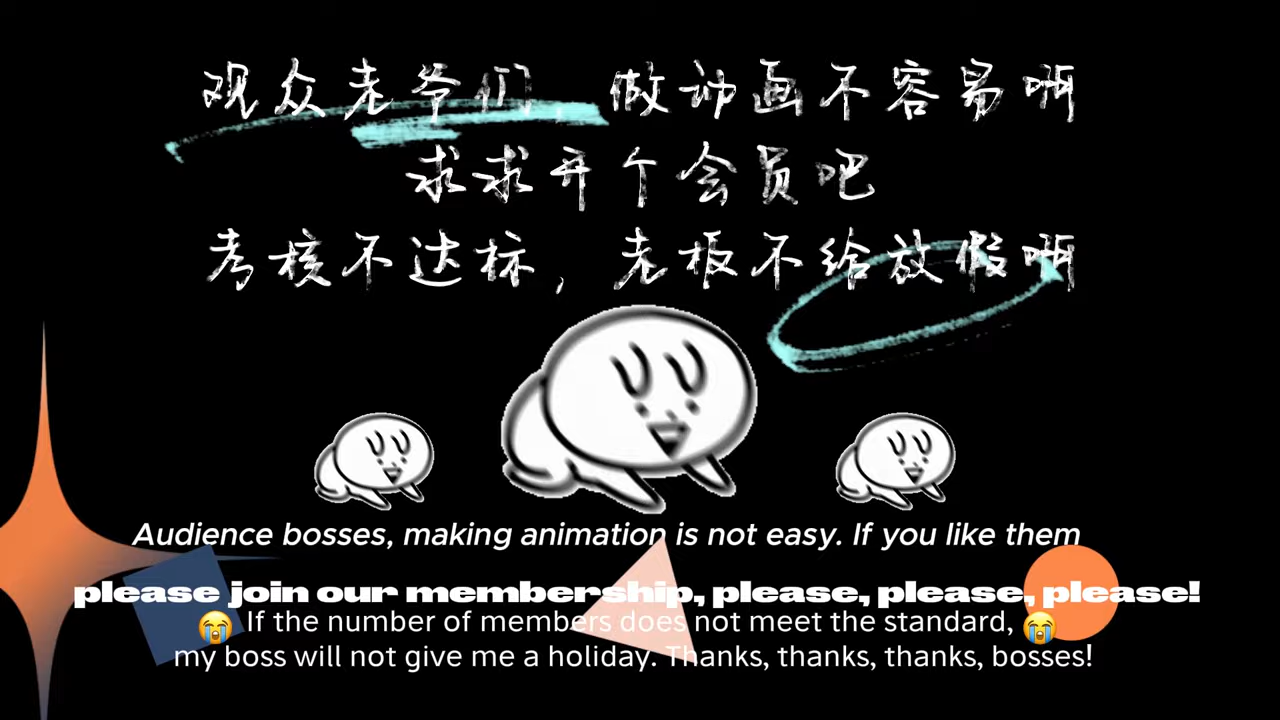 观众老爷们，做动画不容易啊
求求开个会员吧
考核不达标，老板不给放假啊
Audience bosses, making animation is not easy. If you like them
please join our membership, please, please, please!
😭 If the number of members does not meet the standard, 😭
my boss will not give me a holiday. Thanks, thanks, thanks, bosses!